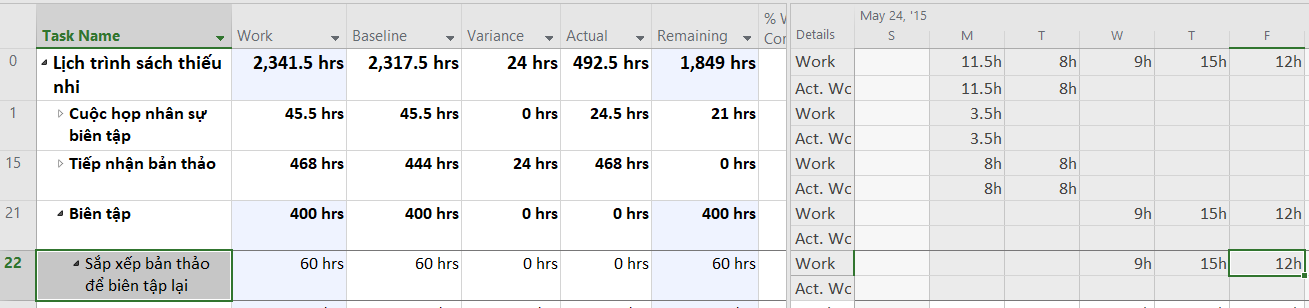 May 24, '15
% W
Task Name Work Baseline Variance Actual Remaining Con Details S M T W T F
0 Lịch trình sách thiếu nhi 2,341.5 hrs 2,317.5 hrs 24 hrs 492.5 hrs 1,849 hrs Work 11.5h 8h 9h 15h 12h
Act. Wc 11.5h 8h
1 Cuộc họp nhân sự biên tập 45.5 hrs 45.5 hrs 0 hrs 24.5 hrs 21 hrs Work 3.5h
Act. Wc 3.5h
15 Tiếp nhận bản thảo 468 hrs 444 hrs 24 hrs 468 hrs 0 hrs Work 8h 8h
Act. Wc 8h 8h
21 Biên tập 400 hrs 400 hrs 0 hrs 0 hrs 400 hrs Work 9h 15h 12h
Act. Wc
22 Sắp xếp bản thảo để biên tập lại 60 hrs 60 hrs 0 hrs 0 hrs 60 hrs Work 9h 15h 12h
Act. Wc